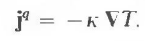 j^q = −κ ∇T.